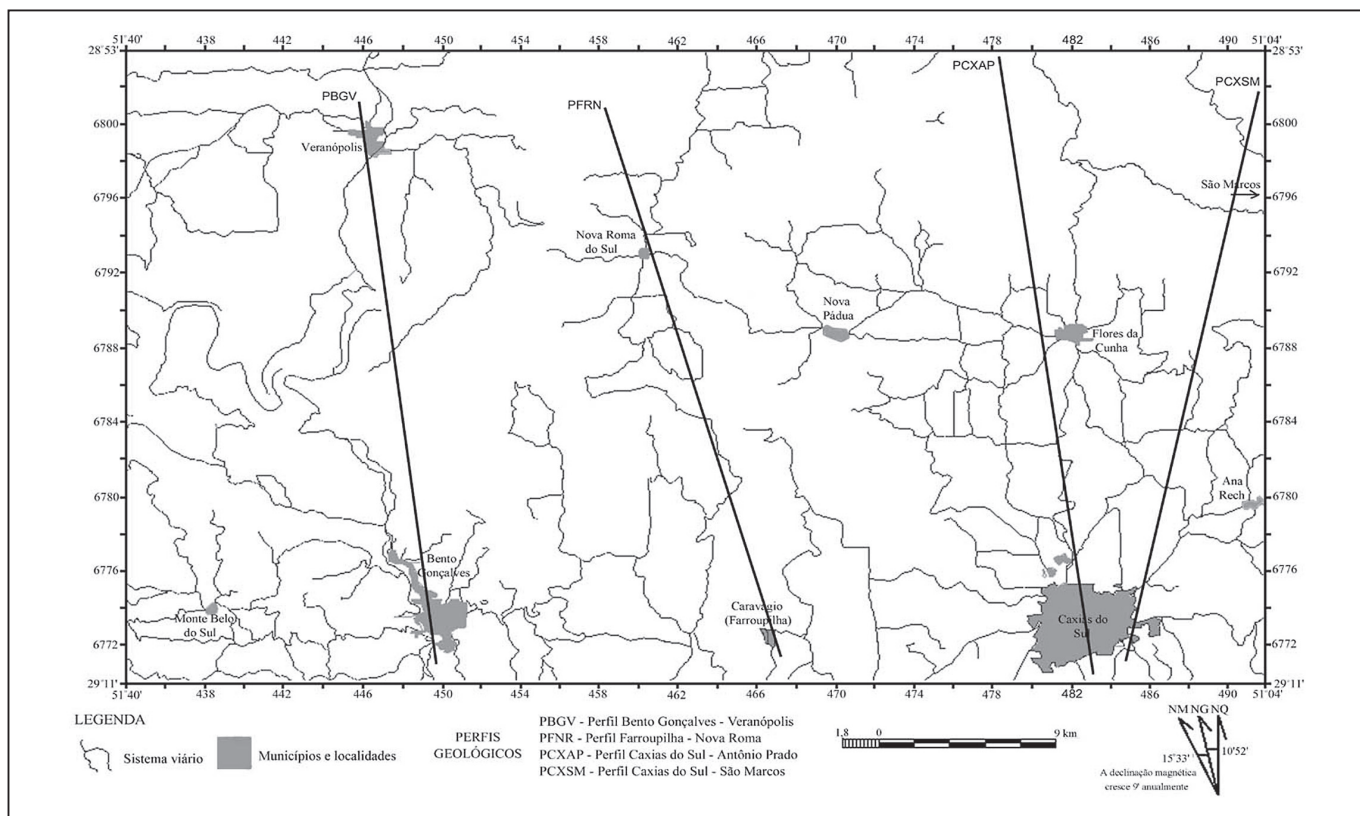 51°40'
438
442
446
450
454
458
462
466
470
474
478
482
486
490
51°04'
28°53'
28°53'
PCXAP
PCXSM
PBGV
PFRN
6800
6800
Veranópolis
São Marcos
6796
6796
Nova Roma
do Sul
6792
6792
Nova
Pádua
Flores da
Cunha
6788
6788
6784
6784
Ana
Rech
6780
6780
Bento
Gonçalves
6776
6776
Monte Belo
do Sul
Caravagio
(Farroupilha)
Caxias do
Sul
6772
6772
29°11'
29°11'
51°40'
438
442
446
450
454
458
462
466
470
474
478
482
486
490
51°04'
LEGENDA
Sistema viário
Municípios e localidades
PERFIS
GEOLÓGICOS
PBGV - Perfil Bento Gonçalves - Veranópolis
PFNR - Perfil Farroupilha - Nova Roma
PCXAP - Perfil Caxias do Sul - Antônio Prado
PCXSM - Perfil Caxias do Sul - São Marcos
1,8 0 9 km
NM NG NQ
10'52''
15'33''
A declinação magnética
cresce 9' anualmente